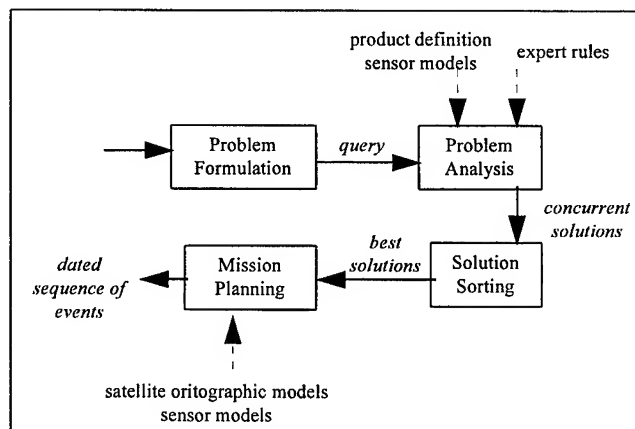 product definition
sensor models
expert rules
Problem
Formulation
query
Problem
Analysis
concurrent
solutions
best
solutions
Solution
Sorting
Mission
Planning
dated
sequence of
events
satellite oritographic models
sensor models